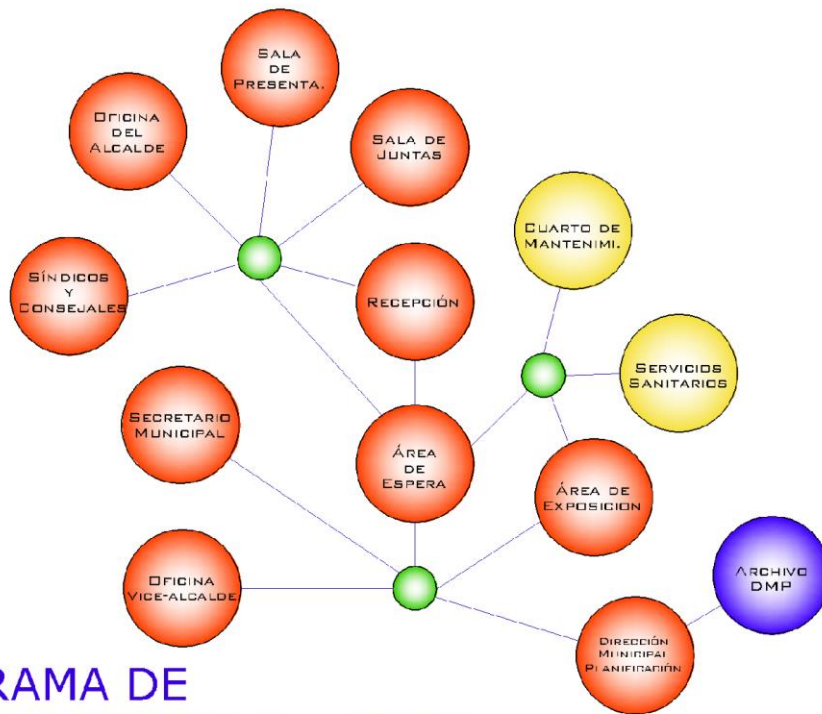 Sala
de
Presenta.
Oficina
del
Alcalde
Sala de
Juntas
Cuarto de
Mantenimi.
Síndicos
y
Consejales
Recepción
Servicios
Sanitarios
Secretario
Municipal
Área
de
Espera
Área de
Exposicion
Oficina
Vice-alcalde
Archivo
DMP
Dirección
Municipal
Planificación
RAMA DE